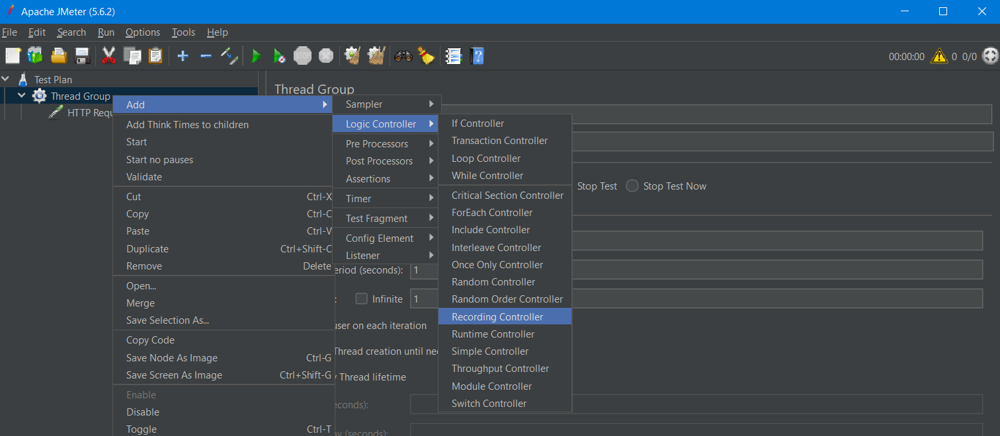 Apache JMeter (5.6.2)
File Edit Search Run Options Tools Help
00:00:00 0 0/0
Test Plan
Thread Group
HTTP Requ
Add
Add Think Times to children
Start
Start no pauses
Validate
Cut Ctrl-X
Copy Ctrl-C
Paste Ctrl-V
Duplicate Ctrl+Shift-C
Remove Delete
Open...
Merge
Save Selection As...
Copy Code
Save Node As Image Ctrl-G
Save Screen As Image Ctrl+Shift-G
Enable
Disable
Toggle Ctrl-T
Sampler
Logic Controller
Pre Processors
Post Processors
Assertions
Timer
Test Fragment
Config Element
Listener
If Controller
Transaction Controller
Loop Controller
While Controller
Critical Section Controller
ForEach Controller
Include Controller
Interleave Controller
Once Only Controller
Random Controller
Random Order Controller
Recording Controller
Runtime Controller
Simple Controller
Throughput Controller
Module Controller
Switch Controller
Thread Group
Stop Test Stop Test Now
eriod (seconds): 1
: Infinite 1
user on each iteration
Thread creation until nee
y Thread lifetime
econds):
ay (seconds):